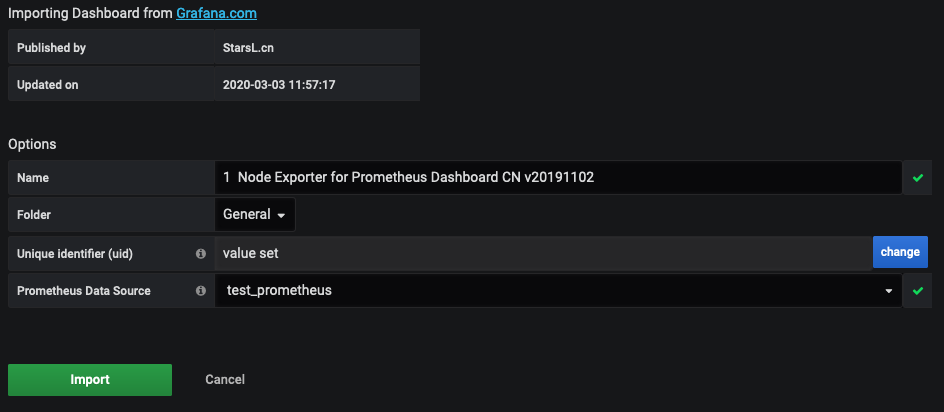 Importing Dashboard from Grafana.com
Published by StarsL.cn
Updated on 2020-03-03 11:57:17
Options
Name 1 Node Exporter for Prometheus Dashboard CN v20191102
Folder General
Unique identifier (uid) value set change
Prometheus Data Source test_prometheus
Import Cancel